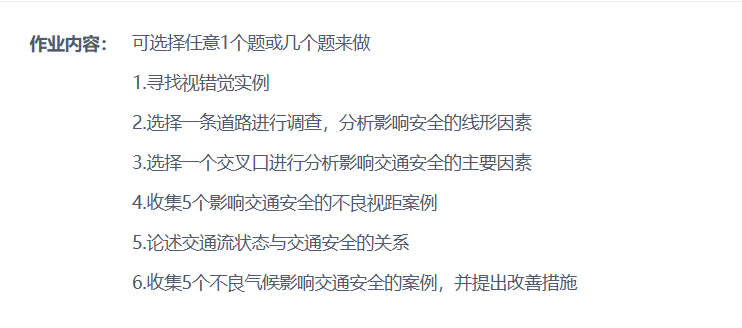 作业内容： 可选择任意1个题或几个题来做
1.寻找视错觉实例
2.选择一条道路进行调查，分析影响安全的线形因素
3.选择一个交叉口进行分析影响交通安全的主要因素
4.收集5个影响交通安全的不良视距案例
5.论述交通流状态与交通安全的关系
6.收集5个不良气候影响交通安全的案例，并提出改善措施